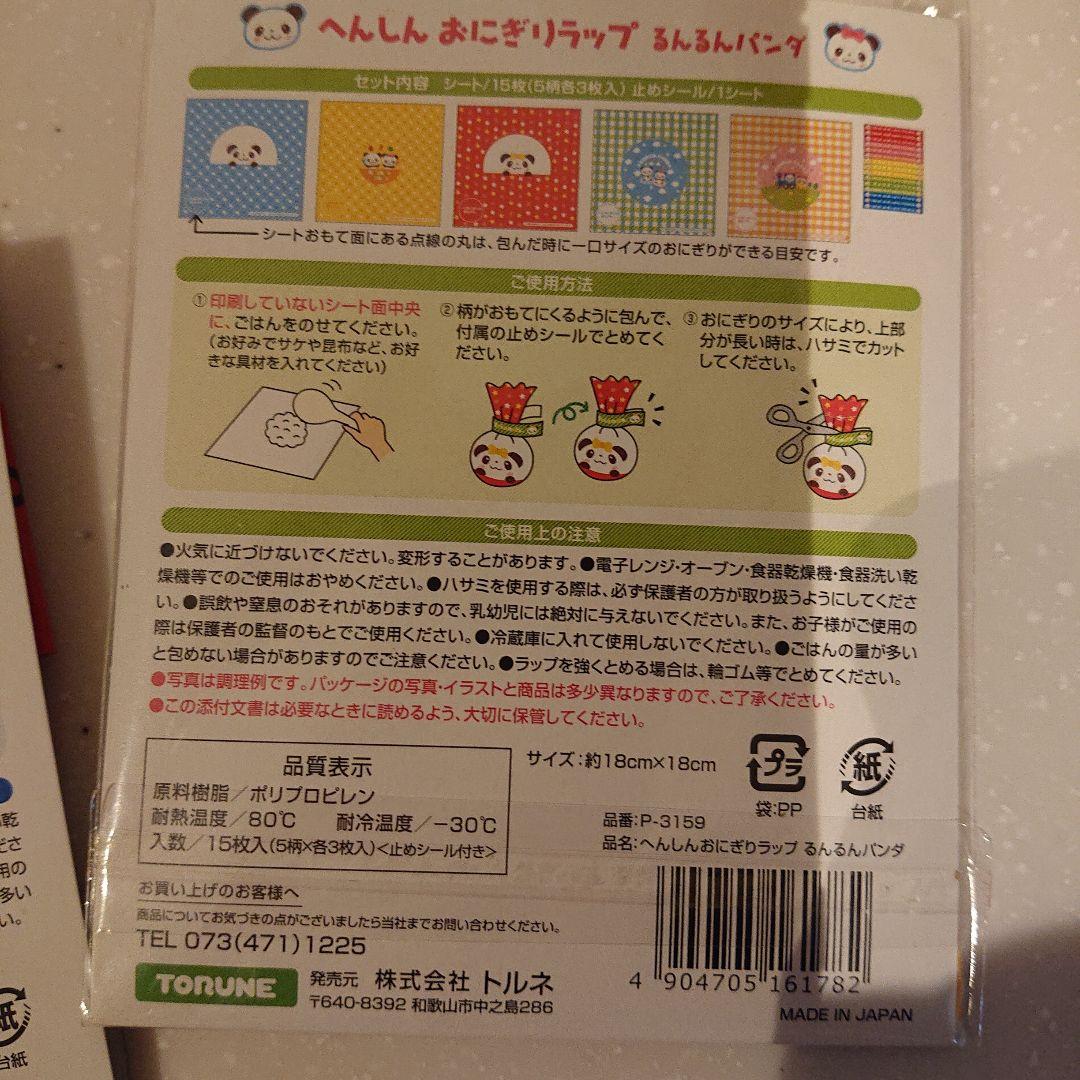 へんしん おにぎりラップ るんるんパンダ
セット内容 シート/15枚(5柄各3枚入) 止めシール/1シート
シートおもて面にある点線の丸は、包んだ時に一口サイズのおにぎりができる目安です。
ご使用方法
①印刷していないシート面中央
に、ごはんをのせてください。
(お好みでサケや昆布など、お好
きな具材を入れてください)
②柄がおもてにくるように包んで、
付属の止めシールでとめてく
ださい。
③おにぎりのサイズにより、上部
分が長い時は、ハサミでカット
してください。
ご使用上の注意
●火気に近づけないでください。変形することがあります。●電子レンジ・オーブン・食器乾燥機・食器洗い乾
燥機等でのご使用はおやめください。●ハサミを使用する際は、必ず保護者の方が取り扱うようにしてくださ
い。●誤飲や窒息のおそれがありますので、乳幼児には絶対に与えないでください。また、お子様がご使用の
際は保護者の監督のもとでご使用ください。●冷蔵庫に入れて使用しないでください。●ごはんの量が多い
と包めない場合がありますのでご注意ください。●ラップを強くとめる場合は、輪ゴム等でとめてください。
●写真は調理例です。パッケージの写真・イラストと商品は多少異なりますので、ご了承ください。
●この添付文書は必要なときに読めるよう、大切に保管してください。
品質表示
原料樹脂/ポリプロピレン
耐熱温度/80℃ 耐冷温度/-30℃
入数/15枚入(5柄×各3枚入)<止めシール付き>
サイズ:約18cm×18cm
プラ
袋:PP
紙
台紙
品番:P-3159
品名:へんしんおにぎりラップ るんるんパンダ
お買い上げのお客様へ
商品についてお気づきの点がございましたら当社までお問い合わせください。
TEL 073(471)1225
TORUNE 発売元 株式会社 トルネ
〒640-8392 和歌山市中之島286
4 904705 161782
MADE IN JAPAN
乾
ださ
用の
多い
い。
紙
台紙